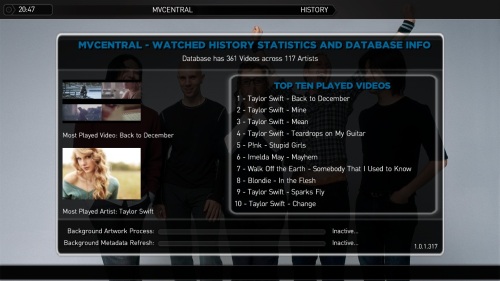 20:47
MVCENTRAL
HISTORY
MVCENTRAL - WATCHED HISTORY STATISTICS AND DATABASE INFO
Database has 361 Videos across 117 Artists
Most Played Video: Back to December
Most Played Artist: Taylor Swift
TOP TEN PLAYED VIDEOS
1 - Taylor Swift - Back to December
2 - Taylor Swift - Mine
3 - Taylor Swift - Mean
4 - Taylor Swift - Teardrops on My Guitar
5 - P!nk - Stupid Girls
6 - Imelda May - Mayhem
7 - Walk Off the Earth - Somebody That I Used to Know
8 - Blondie - In the Flesh
9 - Taylor Swift - Sparks Fly
10 - Taylor Swift - Change
Background Artwork Process: Inactive...
Background Metadata Refresh: Inactive...
1.0.1.317